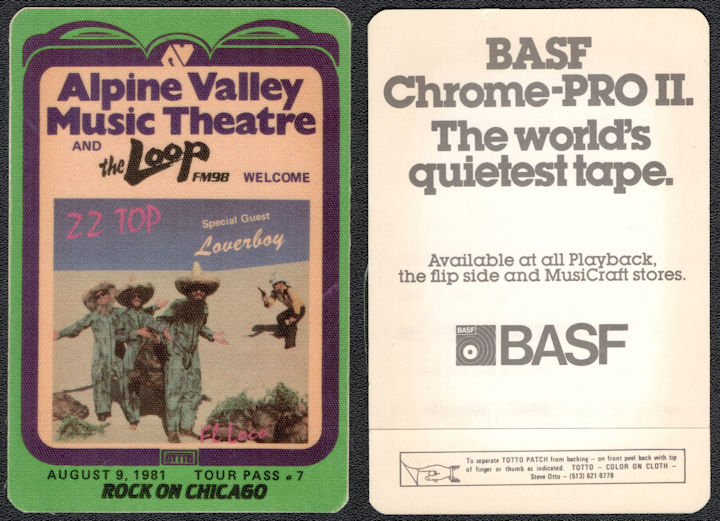 Alpine Valley
Music Theatre
AND the Loop FM98 WELCOME
ZZ TOP
Special Guest
Loverboy
El Loco
OTTO
AUGUST 9, 1981 TOUR PASS #7
ROCK ON CHICAGO
BASF
Chrome-PRO II.
The world's
quietest tape.
Available at all Playback,
the flip side and MusiCraft stores.
BASF BASF
To separate TOTTO PATCH from backing – on front peel back with tip
of finger or thumb as indicated. TOTTO – COLOR ON CLOTH –
Steve Otto – (513) 821-9779